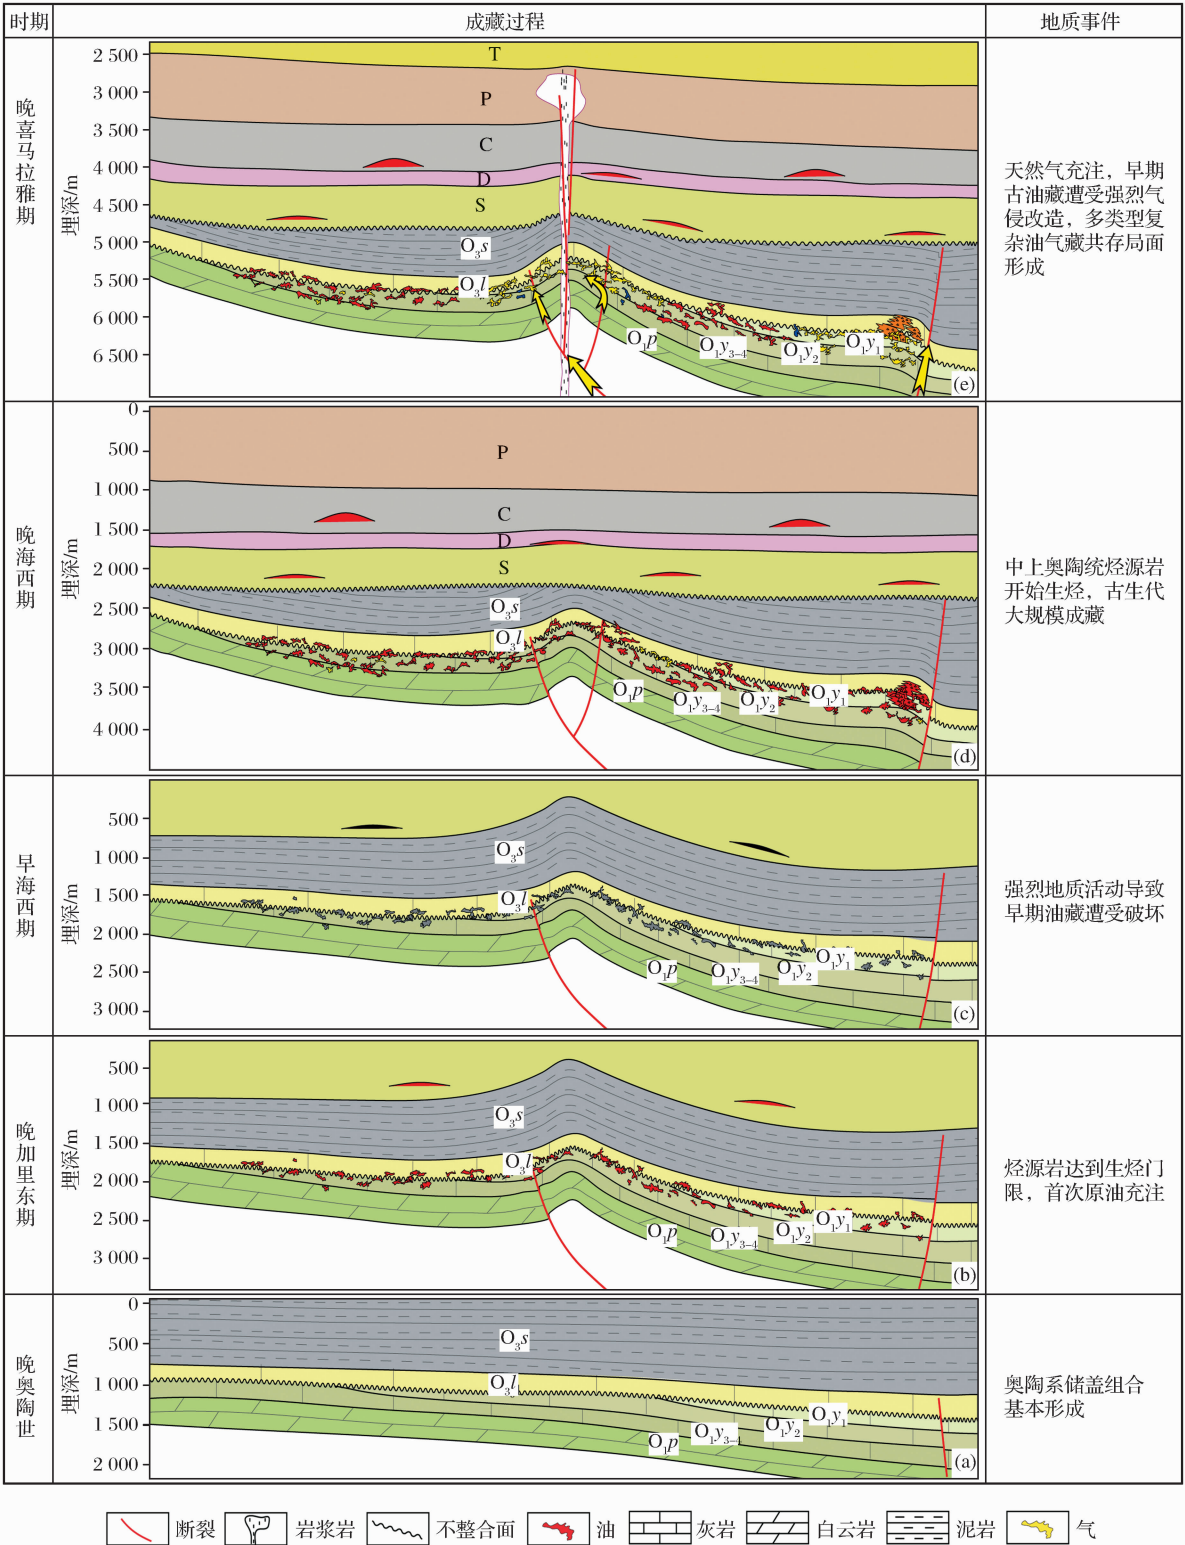 时期 成藏过程 地质事件
晚喜马拉雅期
埋深/m
2 500
3 000
3 500
4 000
4 500
5 000
5 500
6 000
6 500
T
P
C
D
S
O₃s
O₃l
O₁p
O₁y₃₋₄
O₁y₂
O₁y₁
(e)
天然气充注，早期
古油藏遭受强烈气
侵改造，多类型复
杂油气藏共存局面
形成
晚海西期
埋深/m
0
500
1 000
1 500
2 000
2 500
3 000
3 500
4 000
P
C
D
S
O₃s
O₃l
O₁p
O₁y₃₋₄
O₁y₂
O₁y₁
(d)
中上奥陶统烃源岩
开始生烃，古生代
大规模成藏
早海西期
埋深/m
500
1 000
1 500
2 000
2 500
3 000
O₃s
O₃l
O₁p
O₁y₃₋₄
O₁y₂
O₁y₁
(c)
强烈地质活动导致
早期油藏遭受破坏
晚加里东期
埋深/m
500
1 000
1 500
2 000
2 500
3 000
O₃s
O₃l
O₁p
O₁y₃₋₄
O₁y₂
O₁y₁
(b)
烃源岩达到生烃门
限，首次原油充注
晚奥陶世
埋深/m
0
500
1 000
1 500
2 000
O₃s
O₃l
O₁p
O₁y₃₋₄
O₁y₂
O₁y₁
(a)
奥陶系储盖组合
基本形成
断裂 岩浆岩 不整合面 油 灰岩 白云岩 泥岩 气